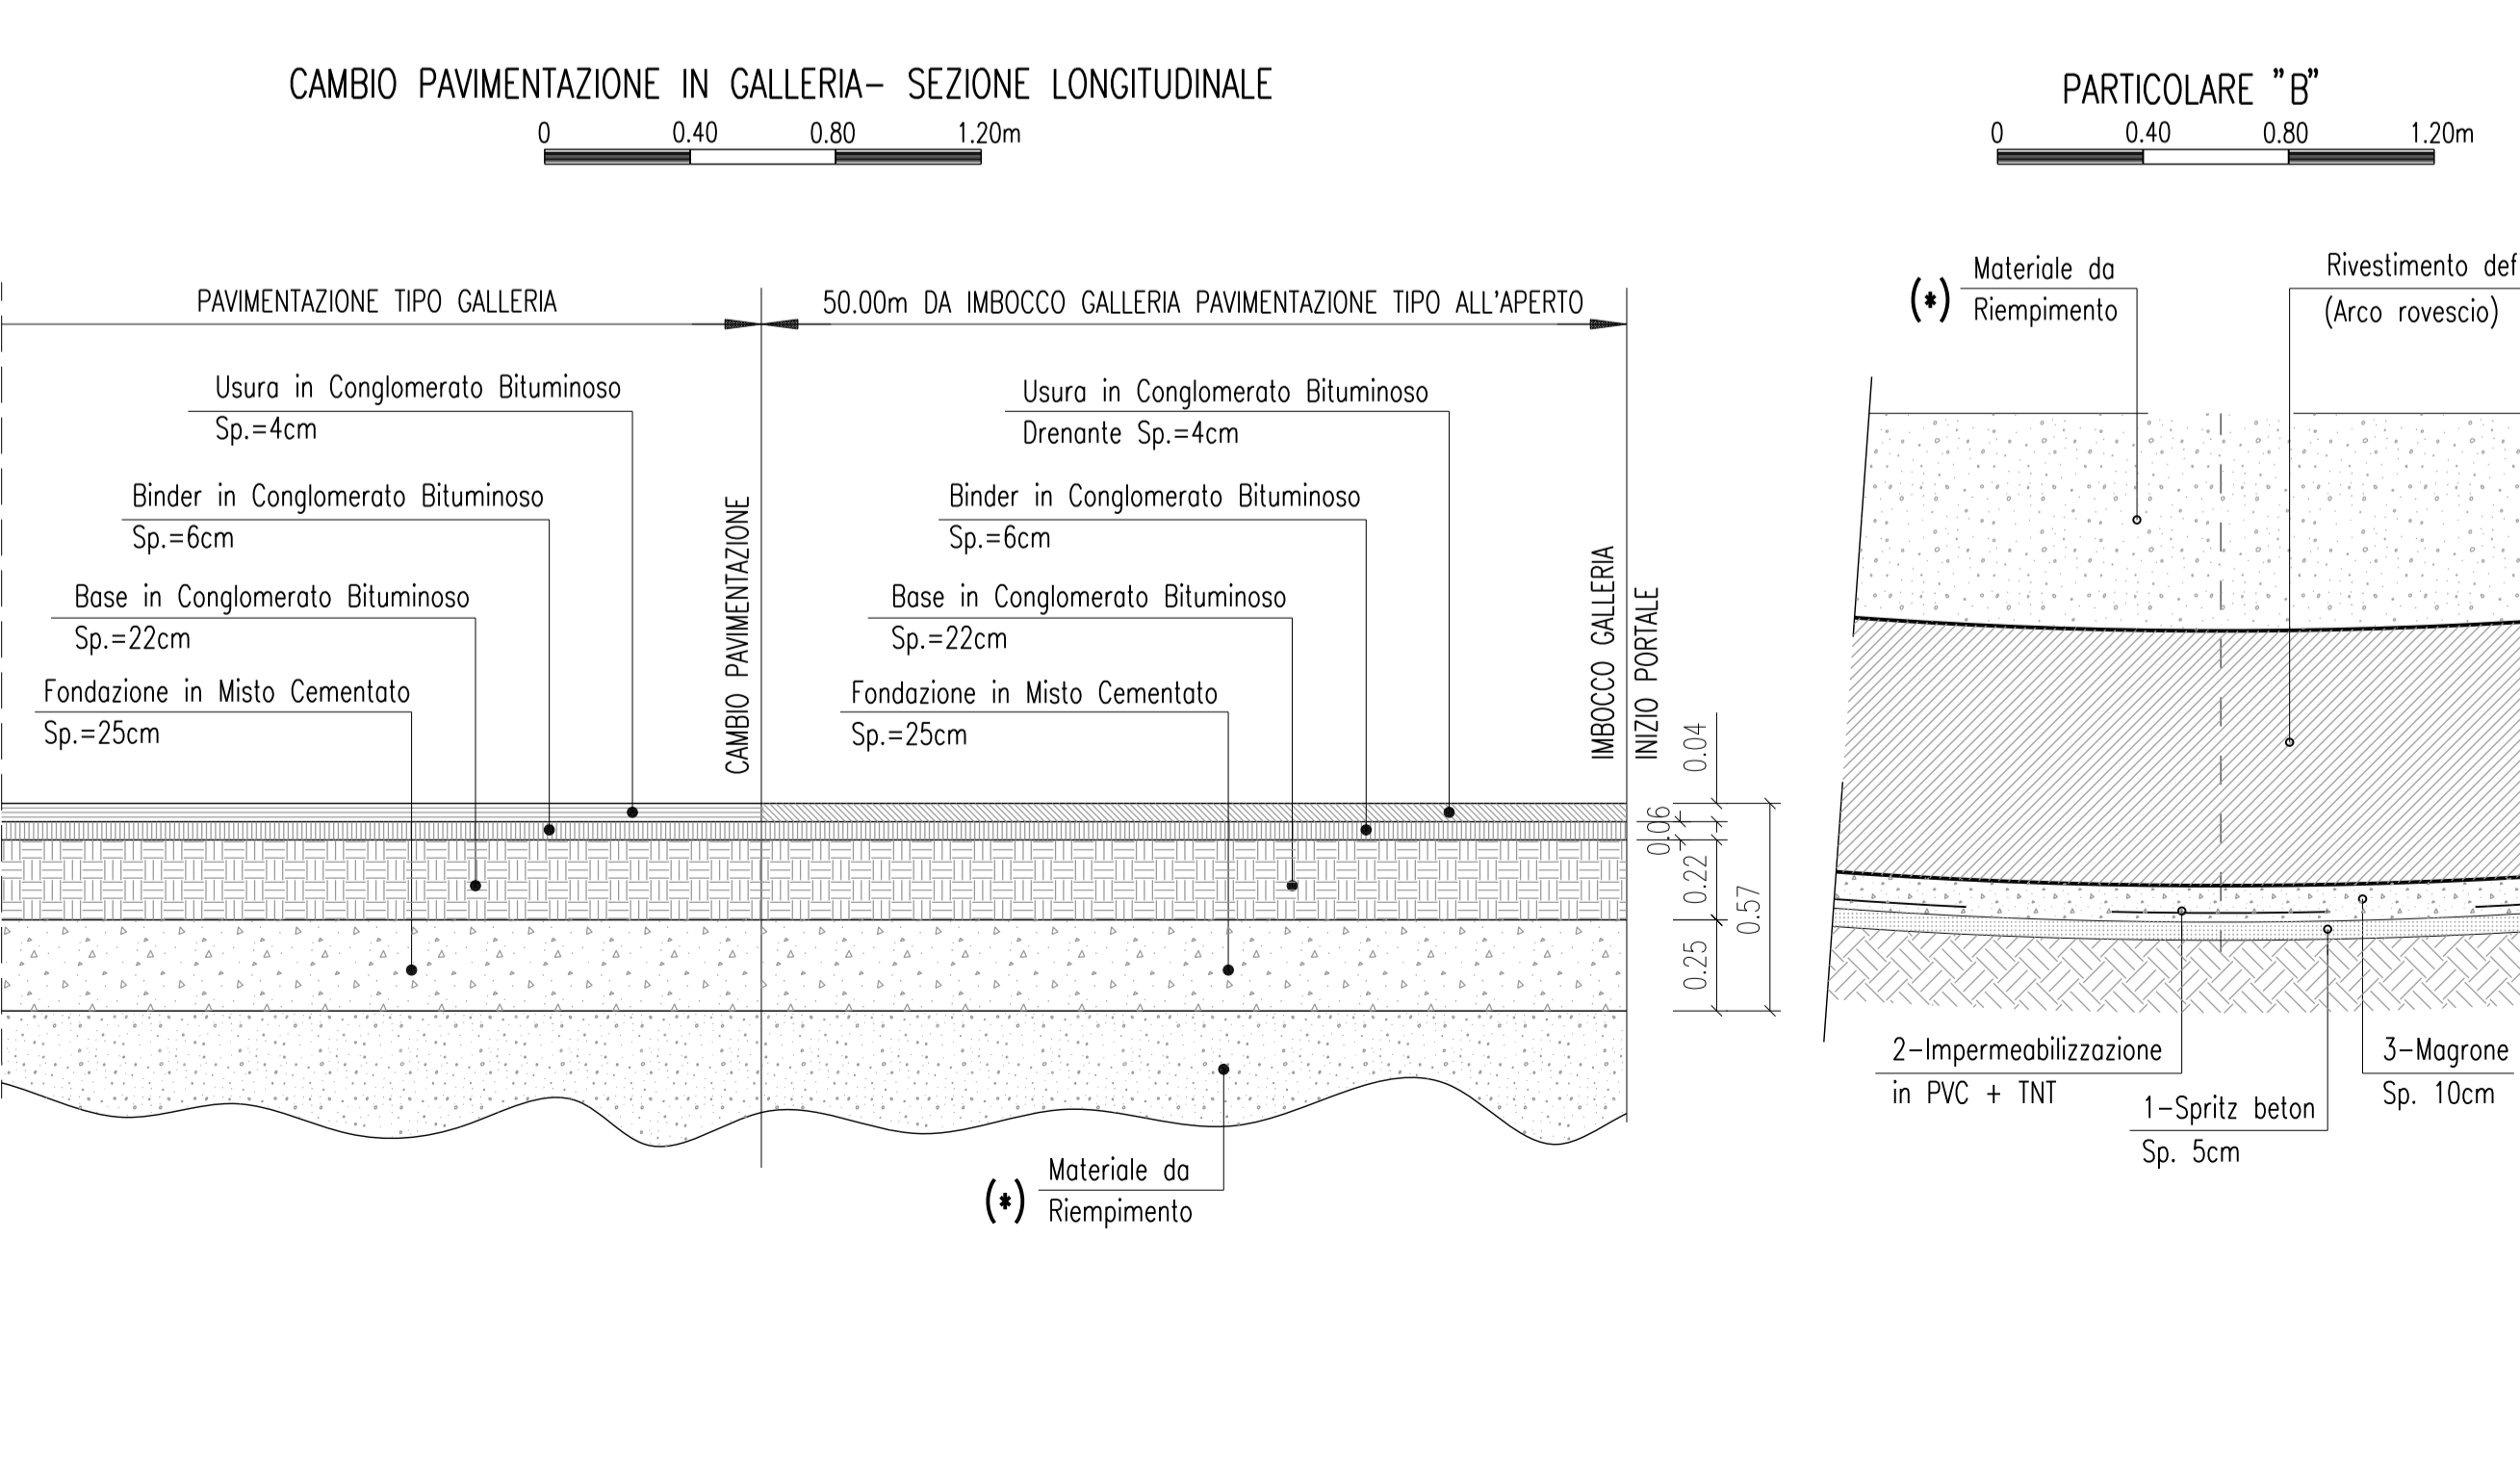 CAMBIO PAVIMENTAZIONE IN GALLERIA- SEZIONE LONGITUDINALE
0 0.40 0.80 1.20m
PAVIMENTAZIONE TIPO GALLERIA
50.00m DA IMBOCCO GALLERIA PAVIMENTAZIONE TIPO ALL'APERTO
Usura in Conglomerato Bituminoso
Sp.=4cm
Binder in Conglomerato Bituminoso
Sp.=6cm
Base in Conglomerato Bituminoso
Sp.=22cm
Fondazione in Misto Cementato
Sp.=25cm
CAMBIO PAVIMENTAZIONE
Usura in Conglomerato Bituminoso
Drenante Sp.=4cm
Binder in Conglomerato Bituminoso
Sp.=6cm
Base in Conglomerato Bituminoso
Sp.=22cm
Fondazione in Misto Cementato
Sp.=25cm
IMBOCCO GALLERIA
INIZIO PORTALE
0.04
0.06
0.22
0.25
0.57
(*) Materiale da
Riempimento
PARTICOLARE "B"
0 0.40 0.80 1.20m
(*) Materiale da
Riempimento
Rivestimento def
(Arco rovescio)
2-Impermeabilizzazione
in PVC + TNT
1-Spritz beton
Sp. 5cm
3-Magrone
Sp. 10cm